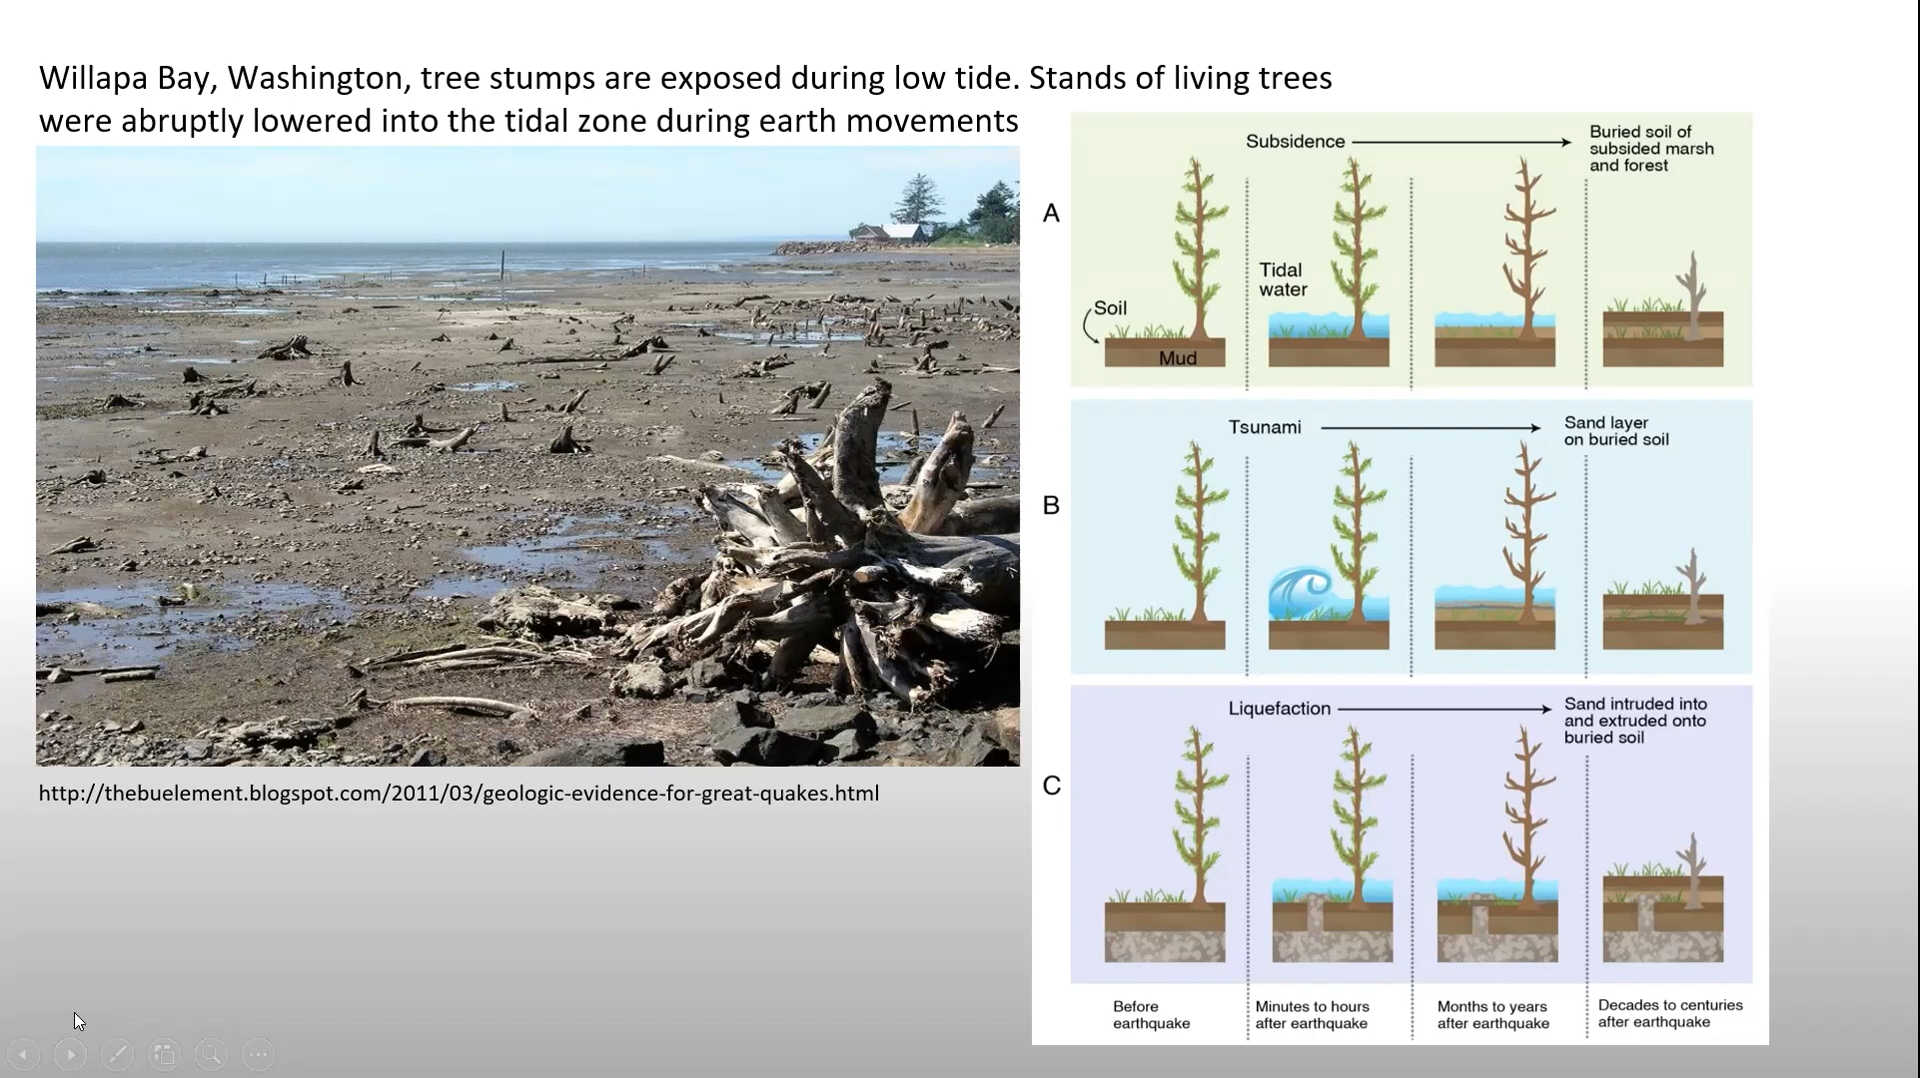 Willapa Bay, Washington, tree stumps are exposed during low tide. Stands of living trees
were abruptly lowered into the tidal zone during earth movements
http://thebuelement.blogspot.com/2011/03/geologic-evidence-for-great-quakes.html
A
Subsidence
Buried soil of
subsided marsh
and forest
Soil
Mud
Tidal
water
B
Tsunami
Sand layer
on buried soil
C
Liquefaction
Sand intruded into
and extruded onto
buried soil
Before
earthquake
Minutes to hours
after earthquake
Months to years
after earthquake
Decades to centuries
after earthquake